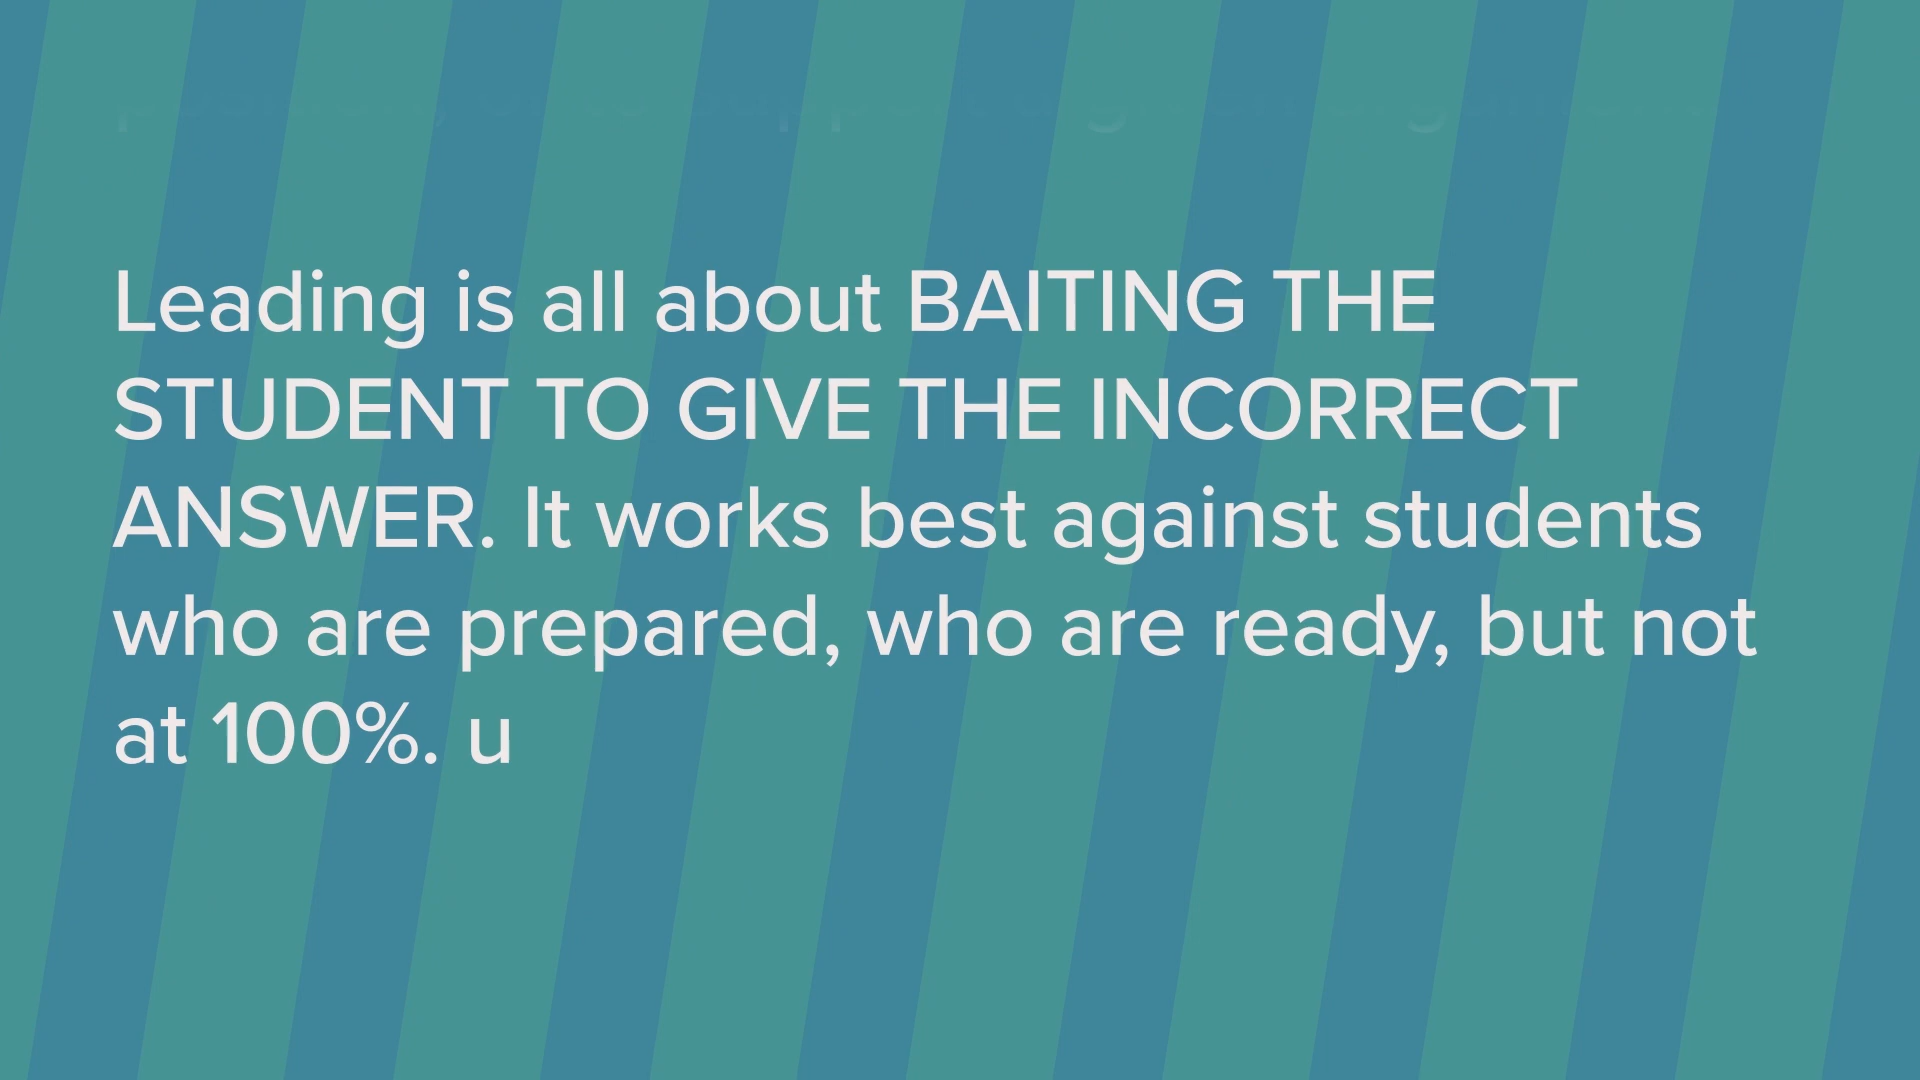 Leading is all about BAITING THE
STUDENT TO GIVE THE INCORRECT
ANSWER. It works best against students
who are prepared, who are ready, but not
at 100%. u